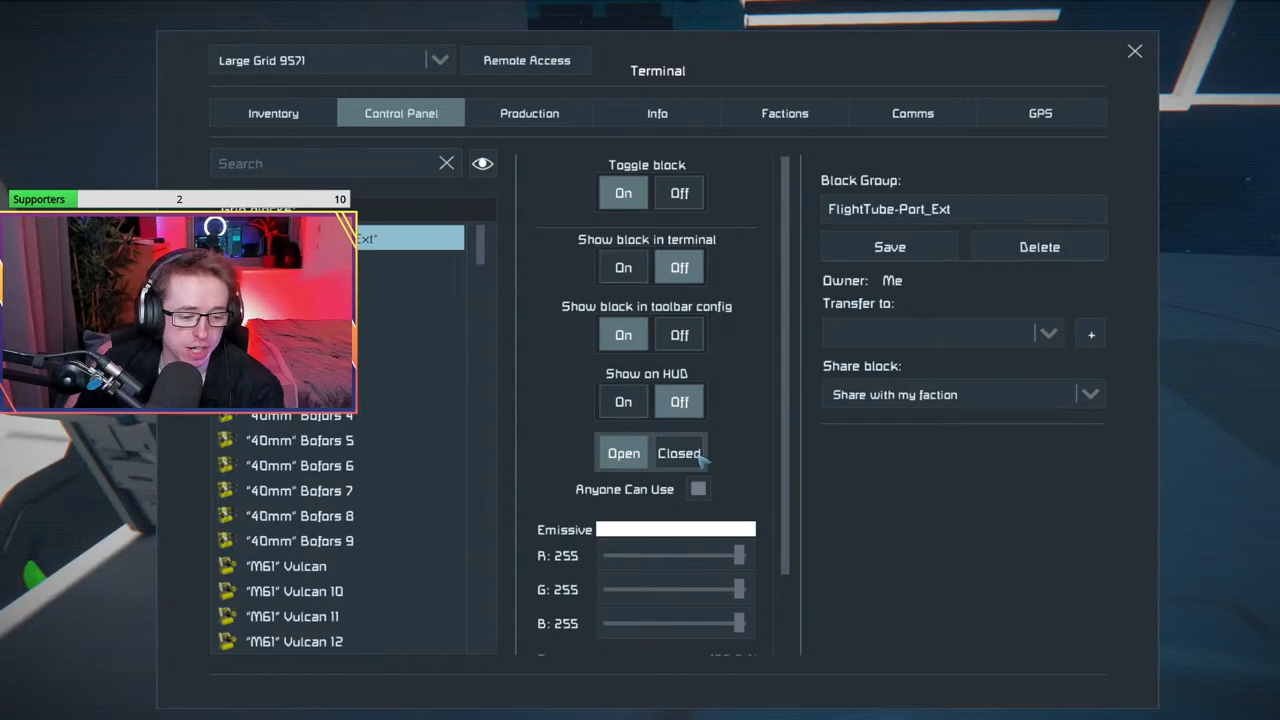 Large Grid 9571
Remote Access
Terminal
Inventory
Control Panel
Production
Info
Factions
Comms
GPS
Search
Supporters 2 10
Ext"
"40mm" Bofors 4
"40mm" Bofors 5
"40mm" Bofors 6
"40mm" Bofors 7
"40mm" Bofors 8
"40mm" Bofors 9
"M61" Vulcan
"M61" Vulcan 10
"M61" Vulcan 11
"M61" Vulcan 12
Toggle block
On Off
Show block in terminal
On Off
Show block in toolbar config
On Off
Show on HUD
On Off
Open Closed
Anyone Can Use
Emissive
R: 255
G: 255
B: 255
Block Group:
FlightTube-Port_Ext
Save Delete
Owner: Me
Transfer to:
+
Share block:
Share with my faction